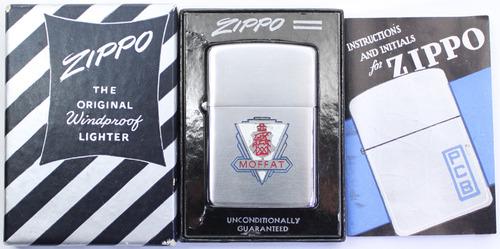 ZIPPO
THE
ORIGINAL
Windproof
LIGHTER
ZIPPO
MOFFAT
UNCONDITIONALLY
GUARANTEED
INSTRUCTIONS
AND INITIALS
for ZIPPO
PCB